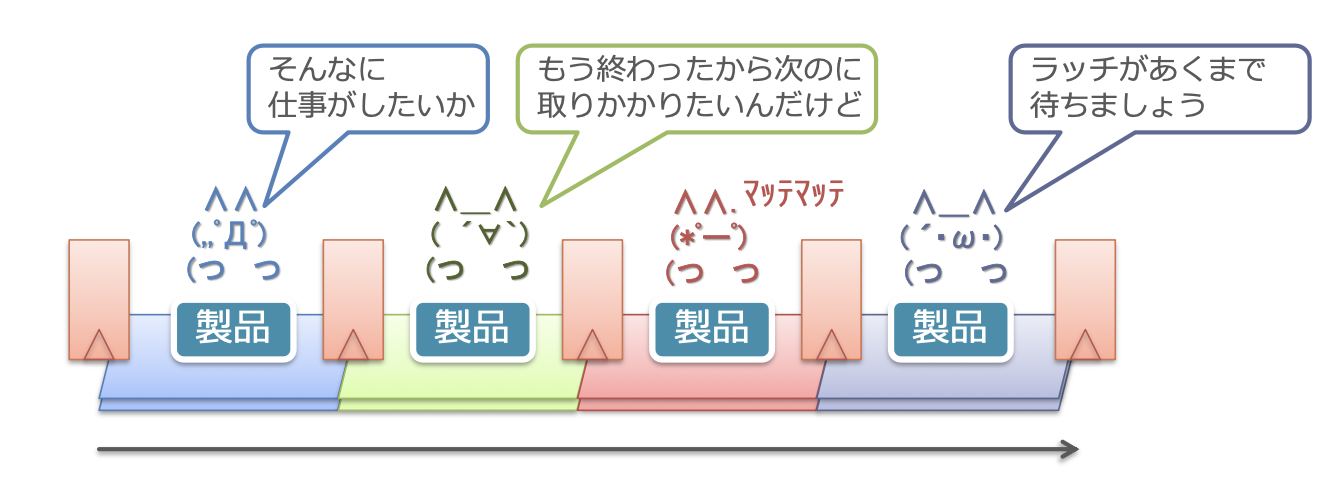 そんなに
仕事がしたいか
もう終わったから次のに
取りかかりたいんだけど
ラッチがあくまで
待ちましょう
∧∧
(,,ﾟДﾟ)
(つ　つ
∧＿∧
(　´∀`)
(つ　つ
∧∧.
(*ﾟーﾟ)
(つ　つ
ﾏｯﾃﾏｯﾃ
∧＿∧
(´･ω･)
(つ　つ
製品
製品
製品
製品